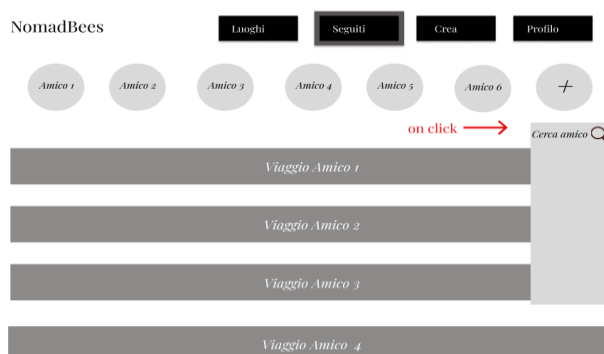 NomadBees
Luoghi
Seguiti
Crea
Profilo
Amico 1
Amico 2
Amico 3
Amico 4
Amico 5
Amico 6
+
on click
Cerca amico
Viaggio Amico 1
Viaggio Amico 2
Viaggio Amico 3
Viaggio Amico 4